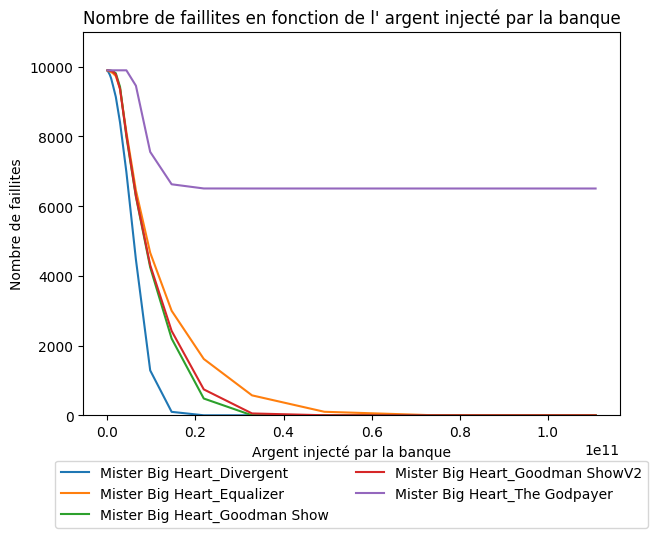 Nombre de faillites en fonction de l' argent injecté par la banque
Nombre de faillites
10000
8000
6000
4000
2000
0
0.0
0.2
0.4
0.6
0.8
1.0
1e11
Argent injecté par la banque
Mister Big Heart_Divergent
Mister Big Heart_Equalizer
Mister Big Heart_Goodman Show
Mister Big Heart_Goodman ShowV2
Mister Big Heart_The Godpayer